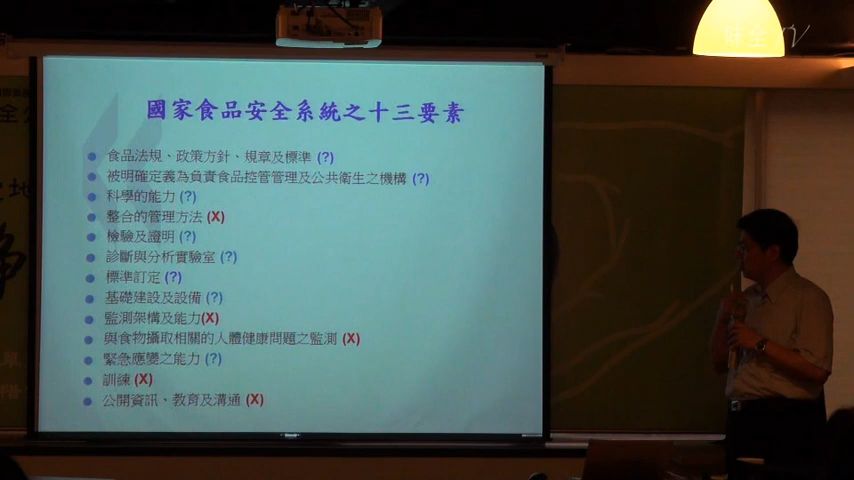 國家食品安全系統之十三要素
食品法規、政策方針、規章及標準 (?)
被明確定義為負責食品控管管理及公共衛生之機構 (?)
科學的能力 (?)
整合的管理方法 (X)
檢驗及證明 (?)
診斷與分析實驗室 (?)
標準訂定 (?)
基礎建設及設備 (?)
監測架構及能力(X)
與食物攝取相關的人體健康問題之監測 (X)
緊急應變之能力 (?)
訓練 (X)
公開資訊、教育及溝通 (X)